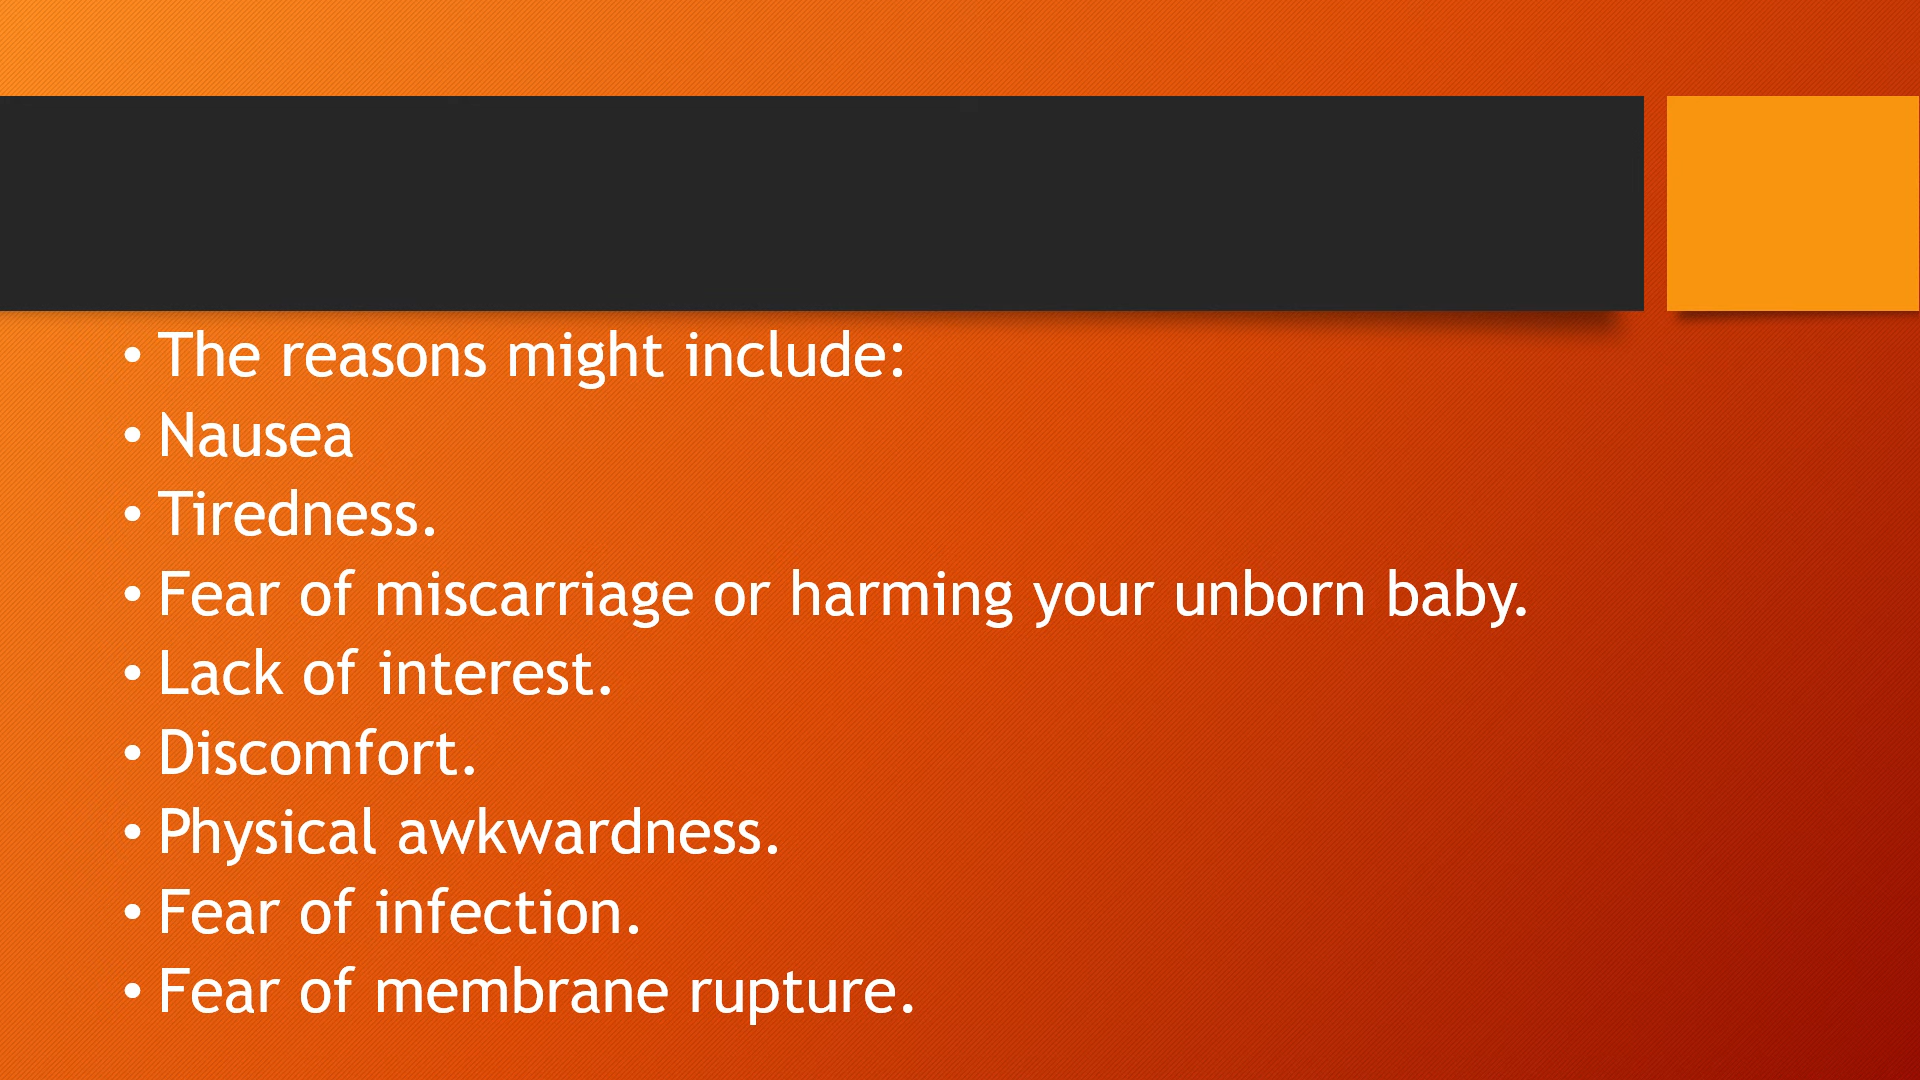 • The reasons might include:
• Nausea
• Tiredness.
• Fear of miscarriage or harming your unborn baby.
• Lack of interest.
• Discomfort.
• Physical awkwardness.
• Fear of infection.
• Fear of membrane rupture.